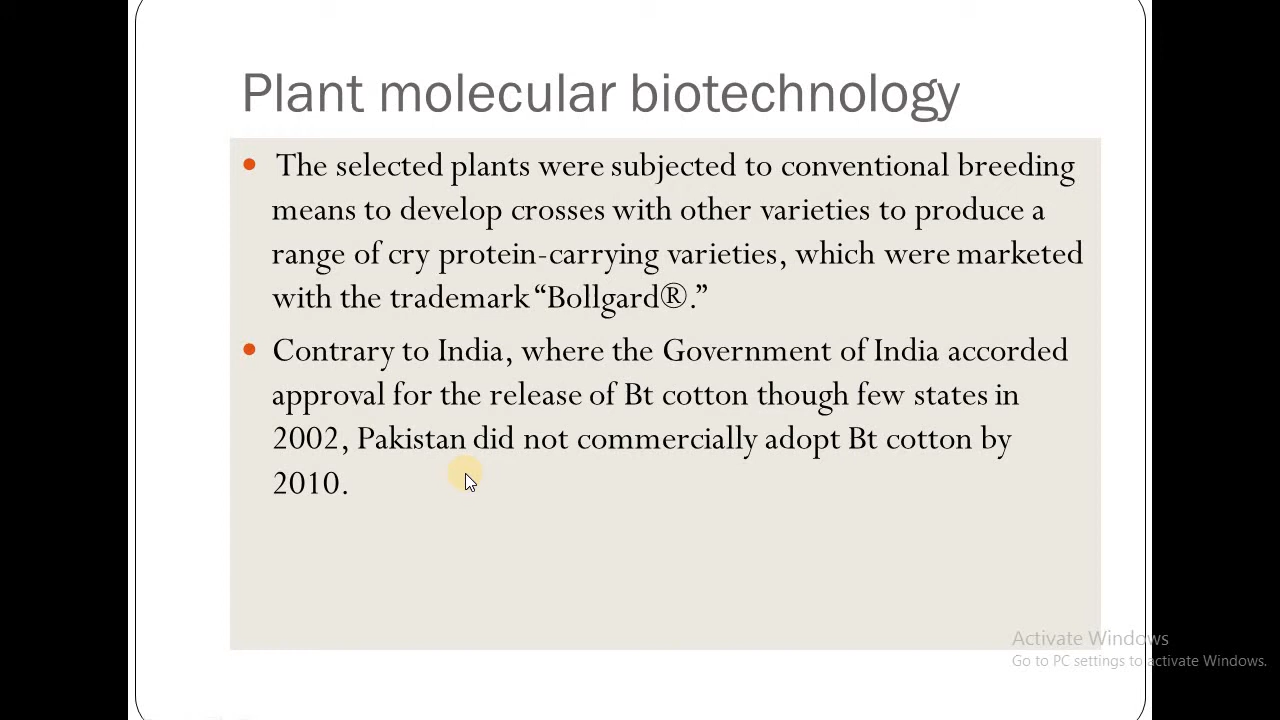 Plant molecular biotechnology
• The selected plants were subjected to conventional breeding
means to develop crosses with other varieties to produce a
range of cry protein-carrying varieties, which were marketed
with the trademark “Bollgard®.”
• Contrary to India, where the Government of India accorded
approval for the release of Bt cotton though few states in
2002, Pakistan did not commercially adopt Bt cotton by
2010.
Activate Windows
Go to PC settings to activate Windows.